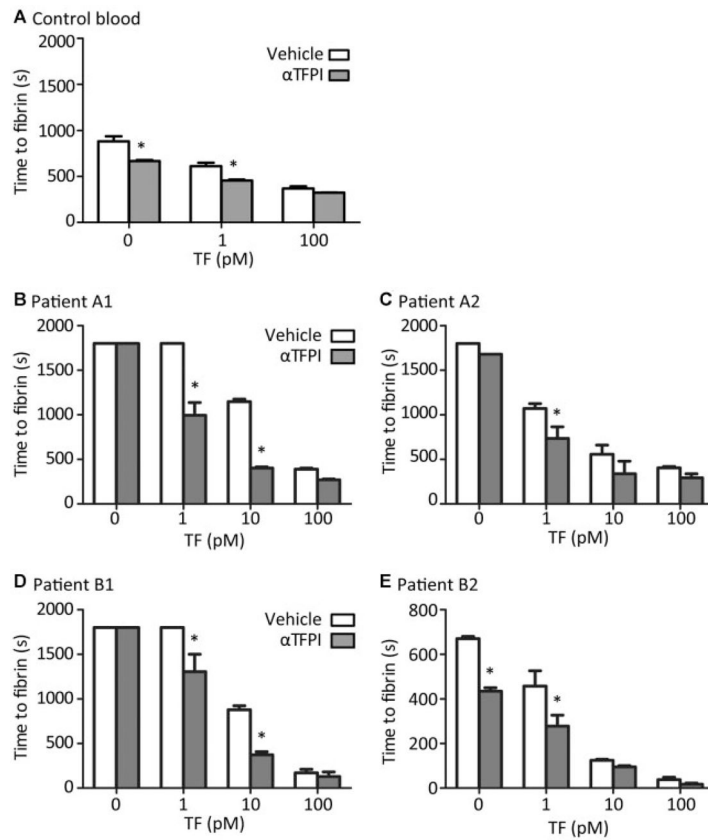 A Control blood
Vehicle
αTFPI
Time to fibrin (s)
2000
1500
1000
500
0
* *
0 1 100
TF (pM)
B Patient A1
Vehicle
αTFPI
Time to fibrin (s)
2000
1500
1000
500
0
* *
0 1 10 100
TF (pM)
C Patient A2
Time to fibrin (s)
2000
1500
1000
500
0
*
0 1 10 100
TF (pM)
D Patient B1
Vehicle
αTFPI
Time to fibrin (s)
2000
1500
1000
500
0
* *
0 1 10 100
TF (pM)
E Patient B2
Time to fibrin (s)
800
600
400
200
0
* *
0 1 10 100
TF (pM)